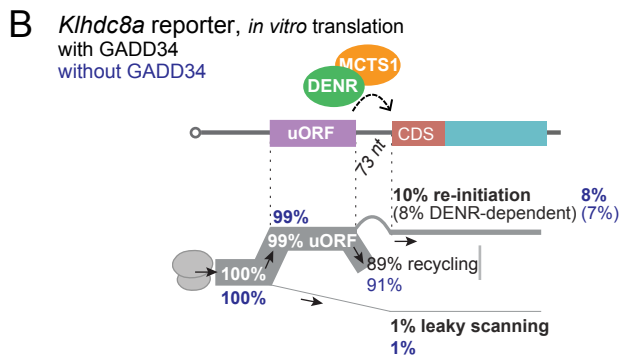 B
Klhdc8a reporter, in vitro translation
with GADD34
without GADD34
MCTS1
DENR
uORF
73 nt
CDS
10% re-initiation 8%
(8% DENR-dependent) (7%)
99%
99% uORF
89% recycling
100%
91%
100%
1% leaky scanning
1%